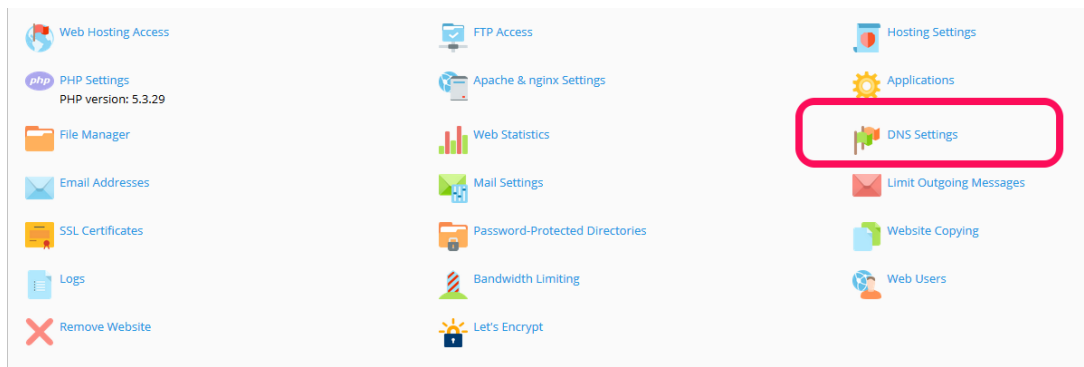 Web Hosting Access
FTP Access
Hosting Settings
php
PHP Settings
PHP version: 5.3.29
Apache & nginx Settings
Applications
File Manager
Web Statistics
DNS Settings
Email Addresses
Mail Settings
Limit Outgoing Messages
SSL Certificates
Password-Protected Directories
Website Copying
Logs
Bandwidth Limiting
Web Users
Remove Website
Let's Encrypt